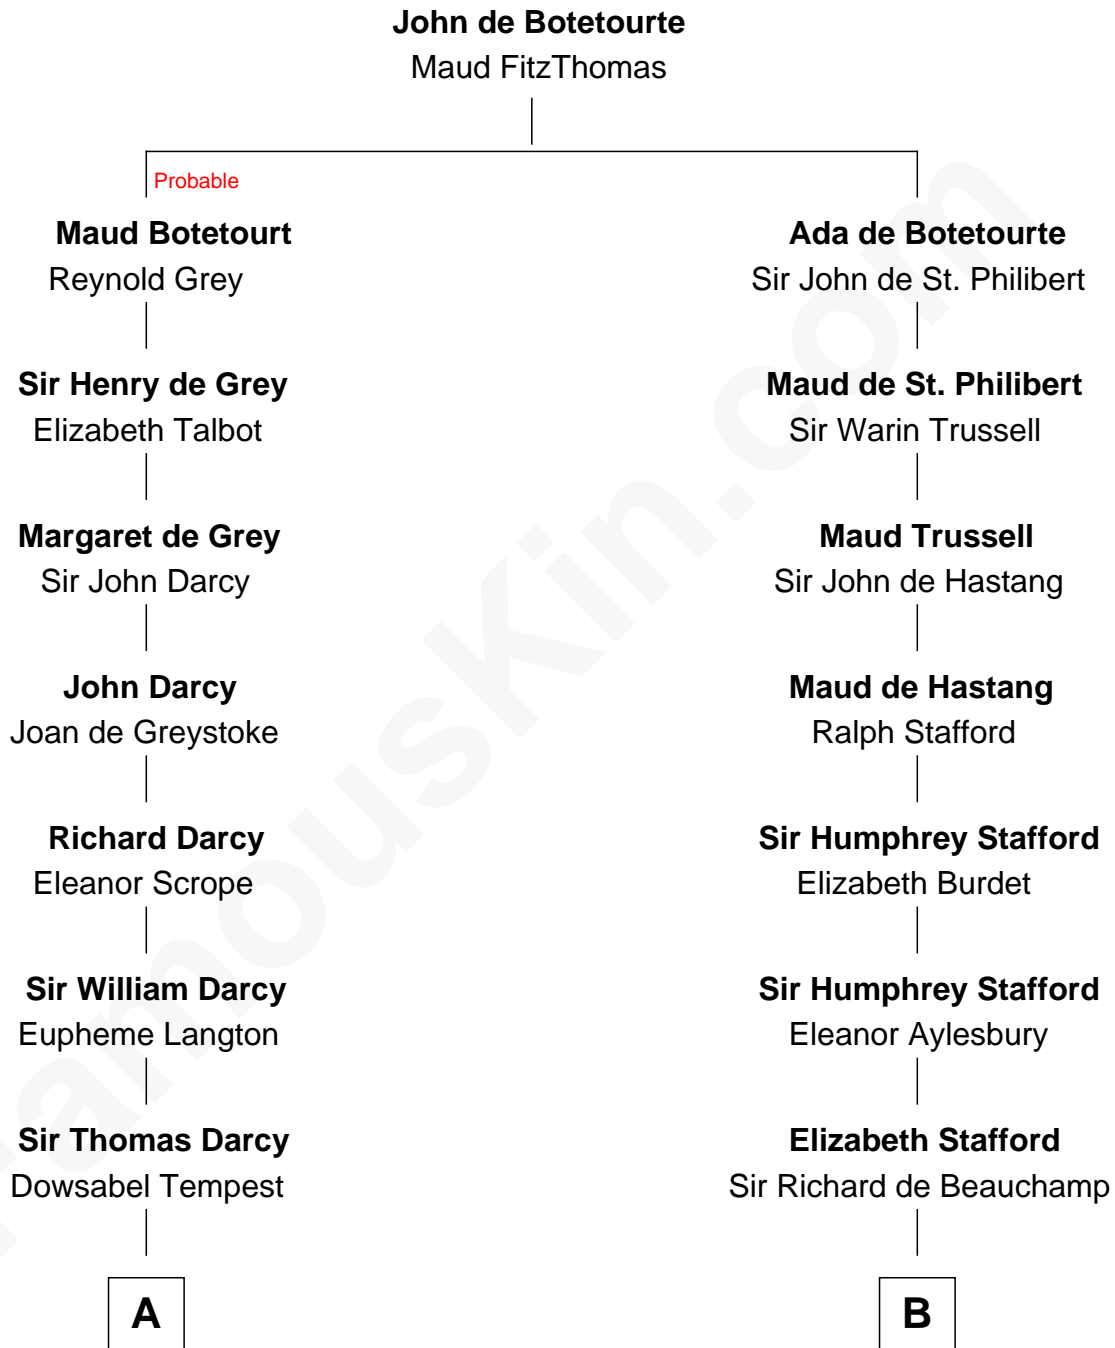 John de Botetourte
Maud FitzThomas
Probable
Maud Botetourt
Reynold Grey
Ada de Botetourte
Sir John de St. Philibert
Sir Henry de Grey
Elizabeth Talbot
Maud de St. Philibert
Sir Warin Trussell
Margaret de Grey
Sir John Darcy
Maud Trussell
Sir John de Hastang
John Darcy
Joan de Greystoke
Maud de Hastang
Ralph Stafford
Richard Darcy
Eleanor Scrope
Sir Humphrey Stafford
Elizabeth Burdet
Sir William Darcy
Eupheme Langton
Sir Humphrey Stafford
Eleanor Aylesbury
Sir Thomas Darcy
Dowsabel Tempest
Elizabeth Stafford
Sir Richard de Beauchamp
A
B
FamousKin.com